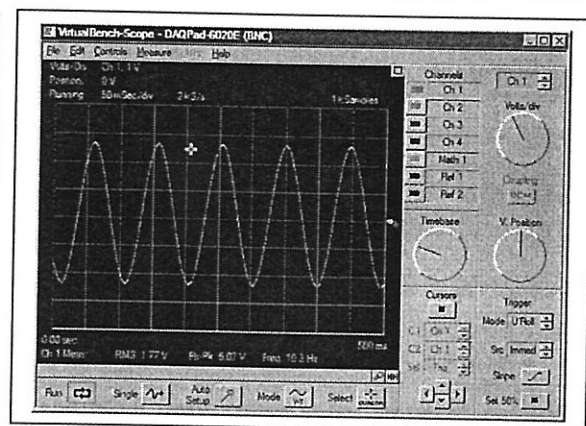 VirtualBench-Scope - DAQPad-6020E (BNC)
File Edit Controls Measure Help
Volts/Div Ch 1, 1 V
Position: 0 V
Running 50 mSec/div 2 kS/s 1 k Samples
0.00 sec 500 ms
Ch 1 Meas: RMS 1.77 V Pk-Pk 5.07 V Freq 10.3 Hz
Run Single Auto Setup Mode Select
Channels
Ch 1
Ch 2
Ch 3
Ch 4
Math 1
Ref 1
Ref 2
Ch 1
Volts/div
Coupling
Timebase V. Position
Cursors
C1 Ch 1
C2 Ch 1
Trigger
Mode U'Roll
Src Immed
Slope
Set 50%